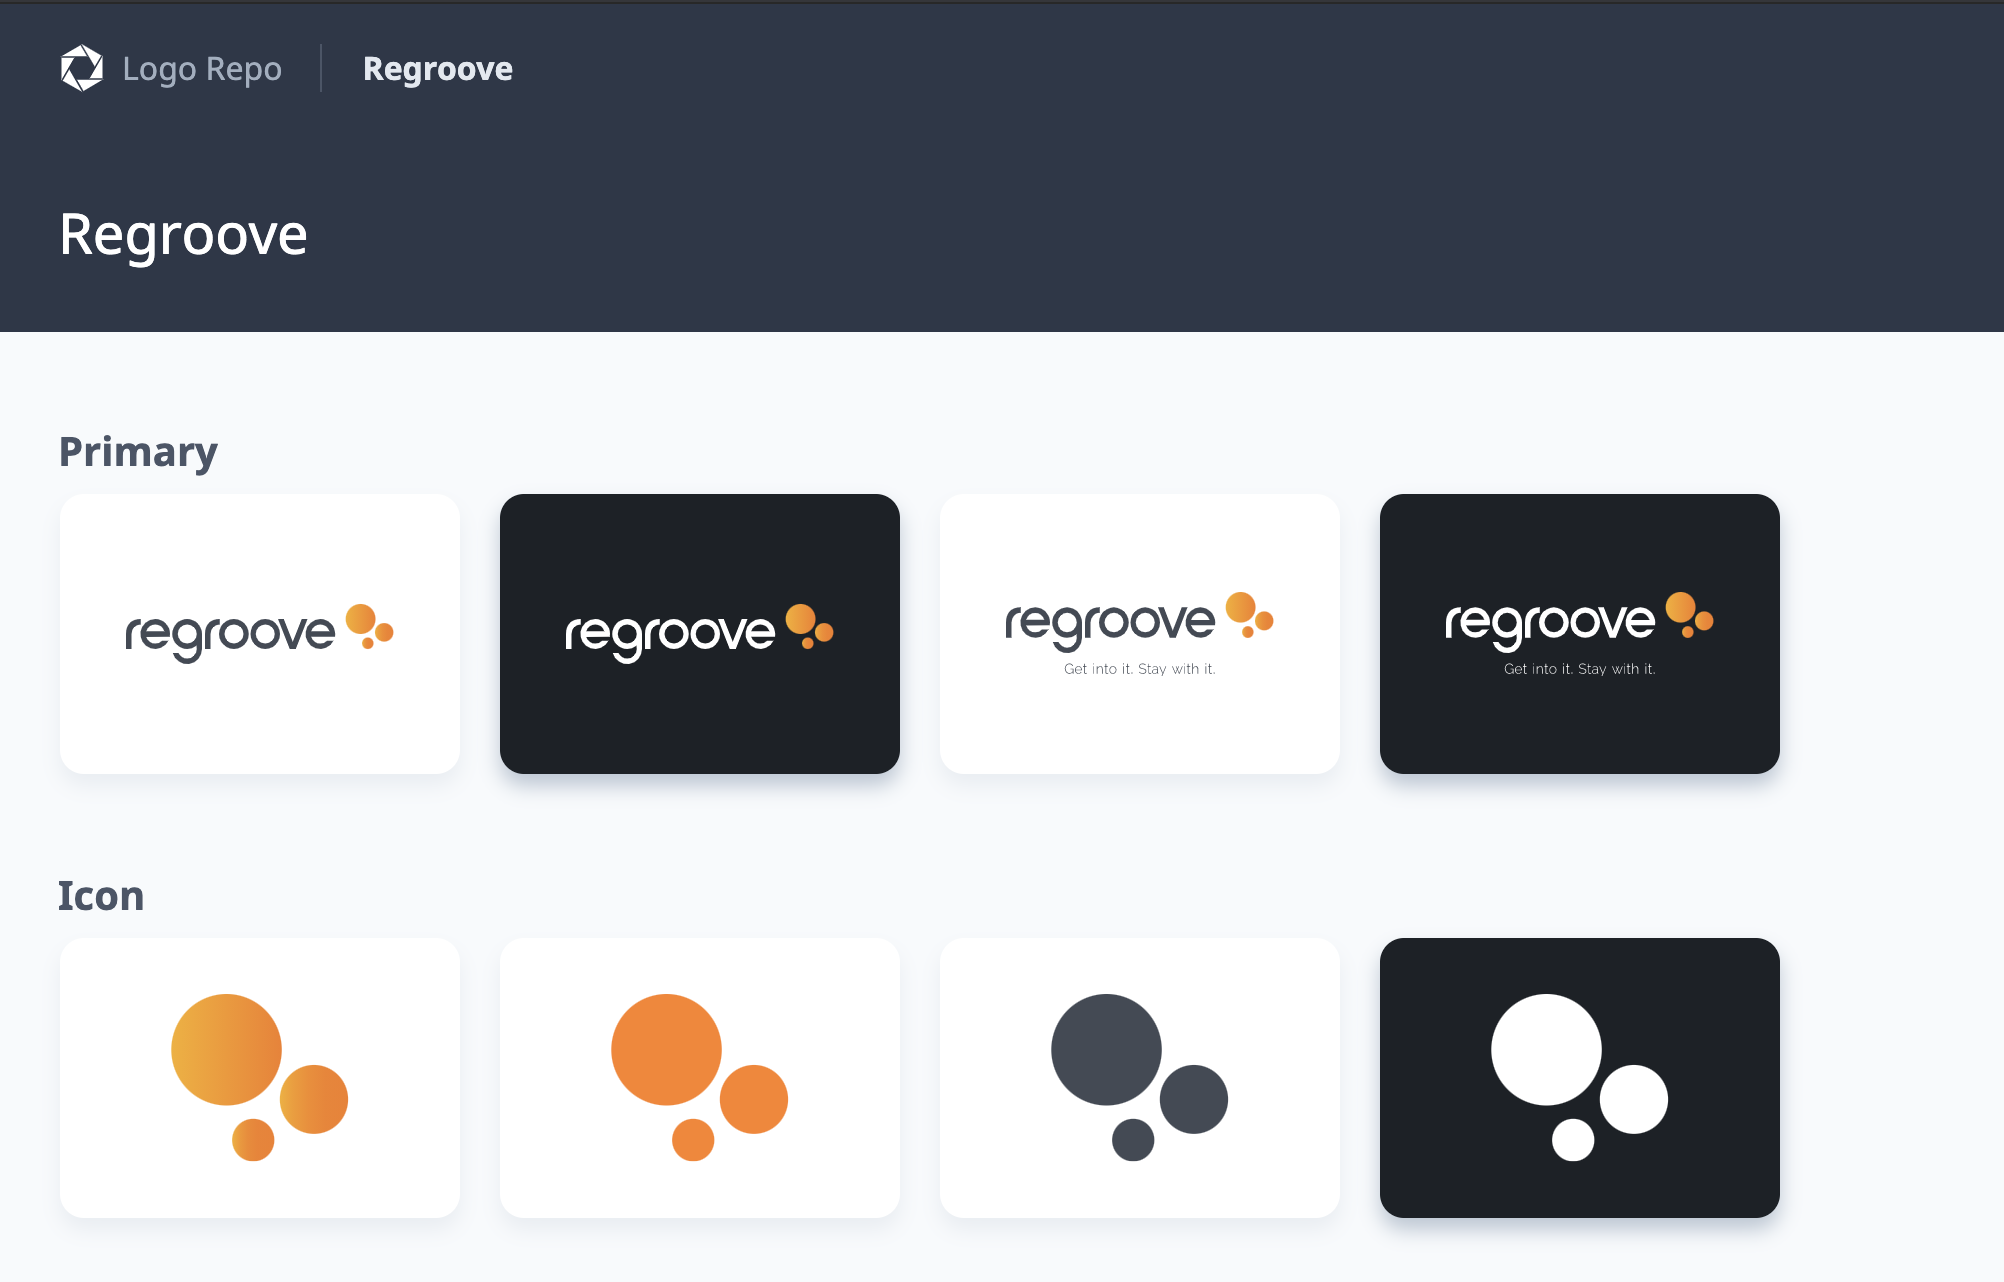 Logo Repo
Regroove
Regroove
Primary
regroove
regroove
regroove
Get into it. Stay with it.
regroove
Get into it. Stay with it.
Icon